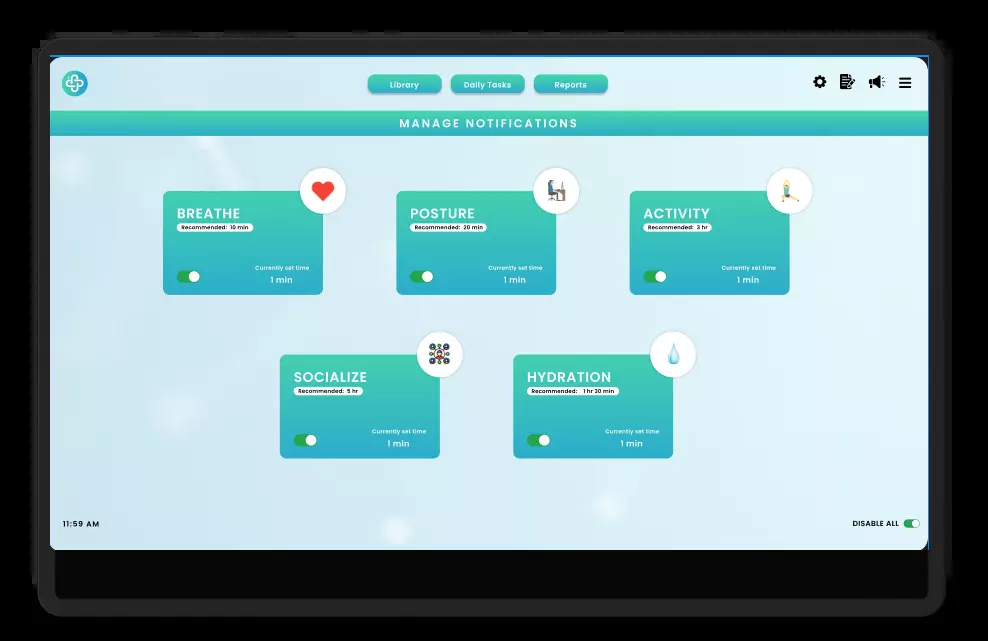 Library
Daily Tasks
Reports
MANAGE NOTIFICATIONS
BREATHE
Recommended: 10 min
Currently set time
1 min
POSTURE
Recommended: 20 min
Currently set time
1 min
ACTIVITY
Recommended: 3 hr
Currently set time
1 min
SOCIALIZE
Recommended: 5 hr
Currently set time
1 min
HYDRATION
Recommended: 1 hr 30 min
Currently set time
1 min
11:59 AM
DISABLE ALL